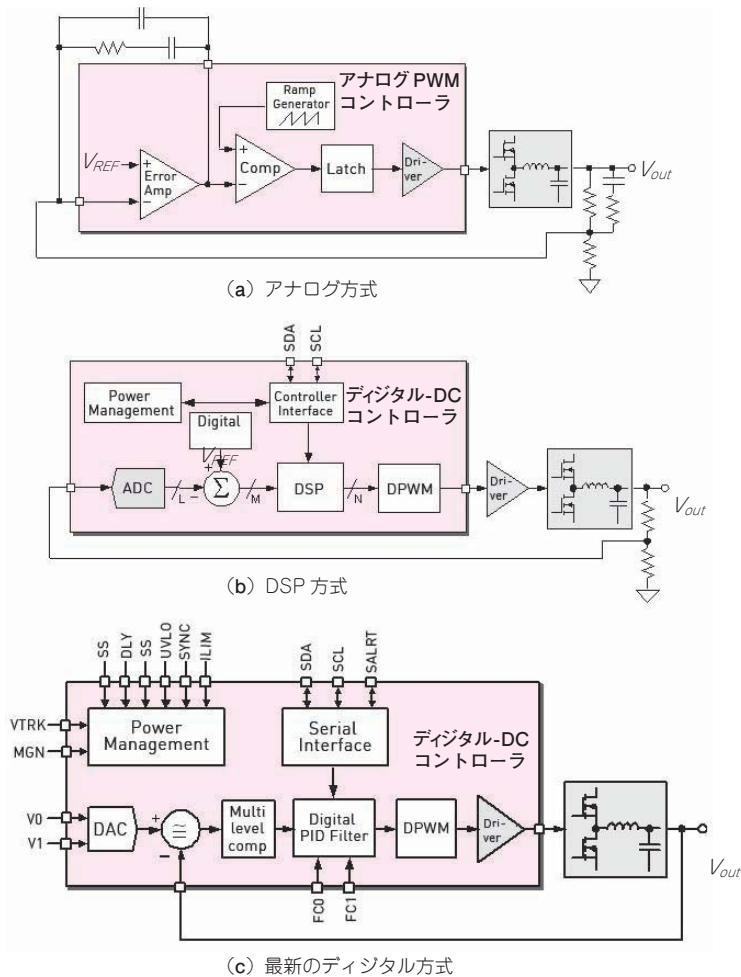 アナログPWM
コントローラ
Ramp
Generator
VREF
+
Error
Amp
−
+
Comp
−
Latch
Dri-
ver
Vout
(a) アナログ方式
SDA
SCL
ディジタル-DC
コントローラ
Power
Management
Controller
Interface
Digital
VREF
ADC
L
+
−
Σ
M
DSP
N
DPWM
Dri-
ver
Vout
(b) DSP 方式
SS
DLY
SS
UVLO
SYNC
ILIM
SDA
SCL
SALRT
VTRK
MGN
Power
Management
Serial
Interface
ディジタル-DC
コントローラ
V0
V1
DAC
+
≅
−
Multi
level
comp
Digital
PID Filter
DPWM
Dri-
ver
FC0
FC1
Vout
(c) 最新のディジタル方式